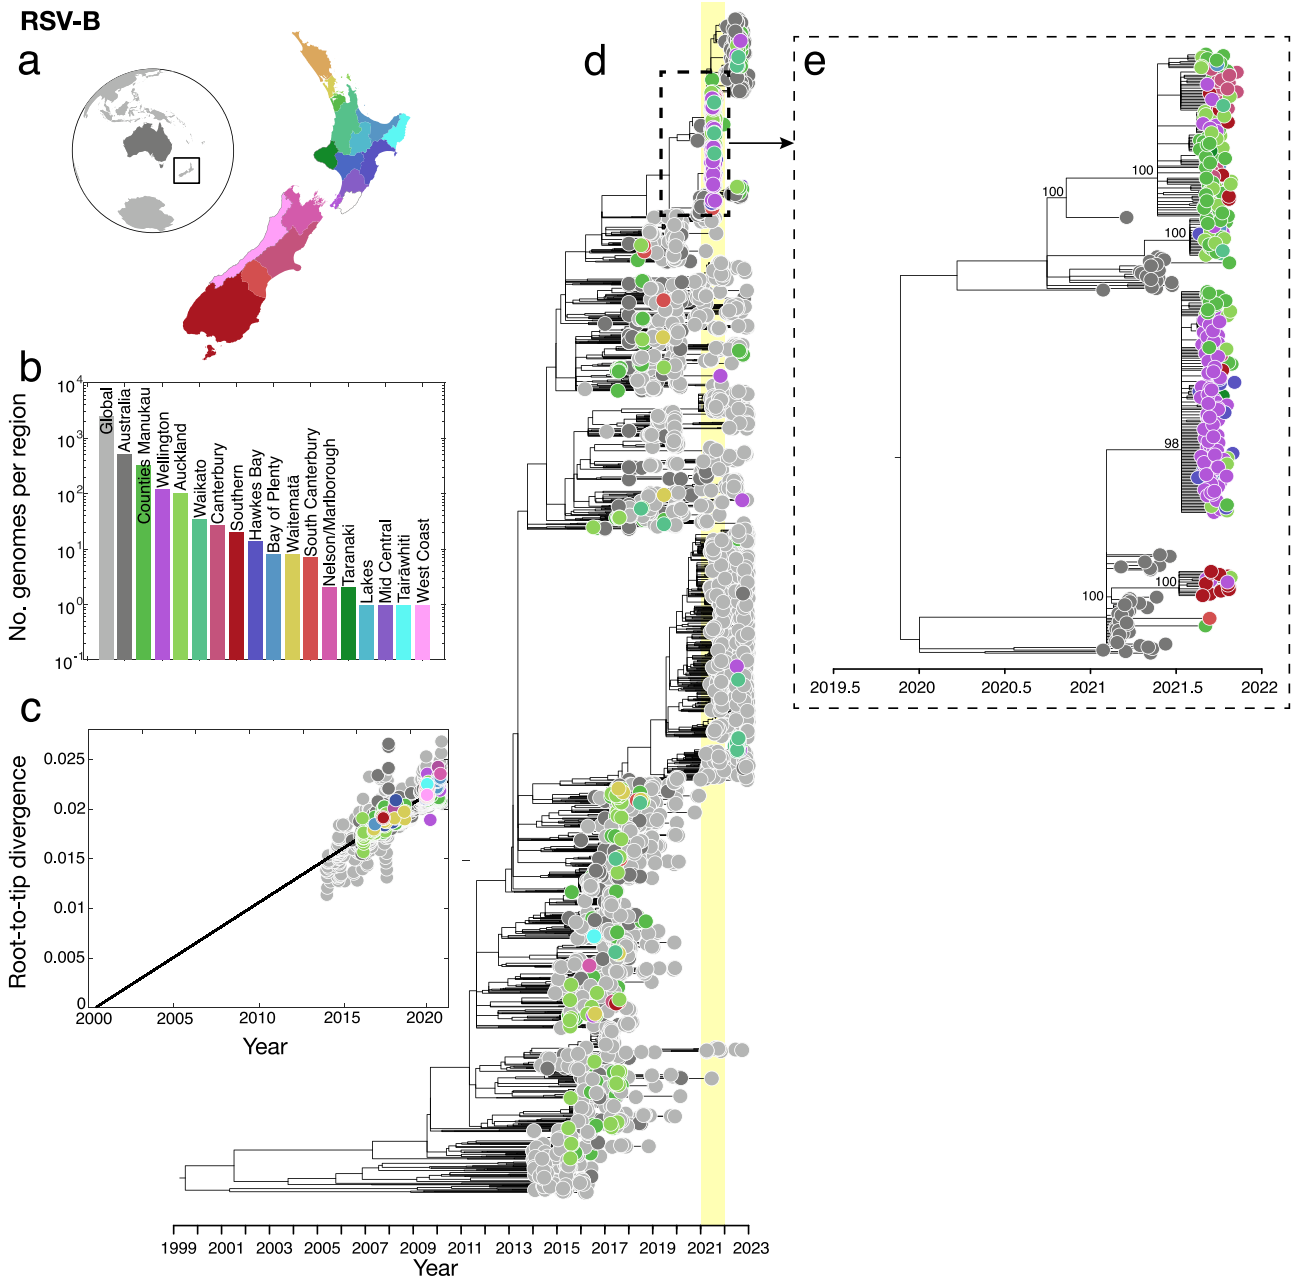 RSV-B
a
b
No. genomes per region
10^4
10^3
10^2
10^1
10^0
10^-1
Global
Australia
Counties Manukau
Wellington
Auckland
Waikato
Canterbury
Southern
Hawkes Bay
Bay of Plenty
Waitematā
South Canterbury
Nelson/Marlborough
Taranaki
Lakes
Mid Central
Tairāwhiti
West Coast
c
Root-to-tip divergence
0.025
0.02
0.015
0.01
0.005
0
2000 2005 2010 2015 2020
Year
d
1999 2001 2003 2005 2007 2009 2011 2013 2015 2017 2019 2021 2023
Year
e
100
100
100
98
100
100
2019.5 2020 2020.5 2021 2021.5 2022